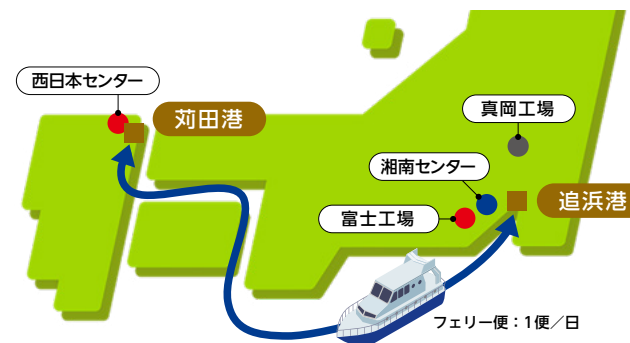 西日本センター
苅田港
真岡工場
湘南センター
追浜港
富士工場
フェリー便：1便／日